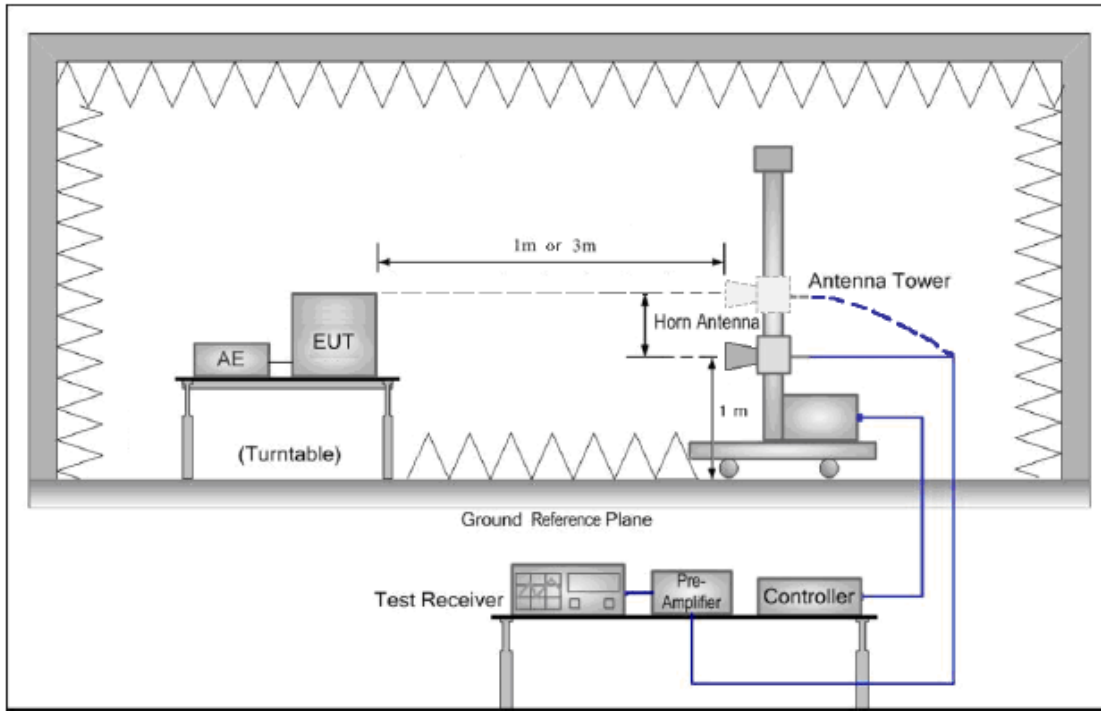 1m or 3m
Antenna Tower
Horn Antenna
EUT
AE
1 m
(Turntable)
Ground Reference Plane
Test Receiver
Pre-
Amplifier
Controller